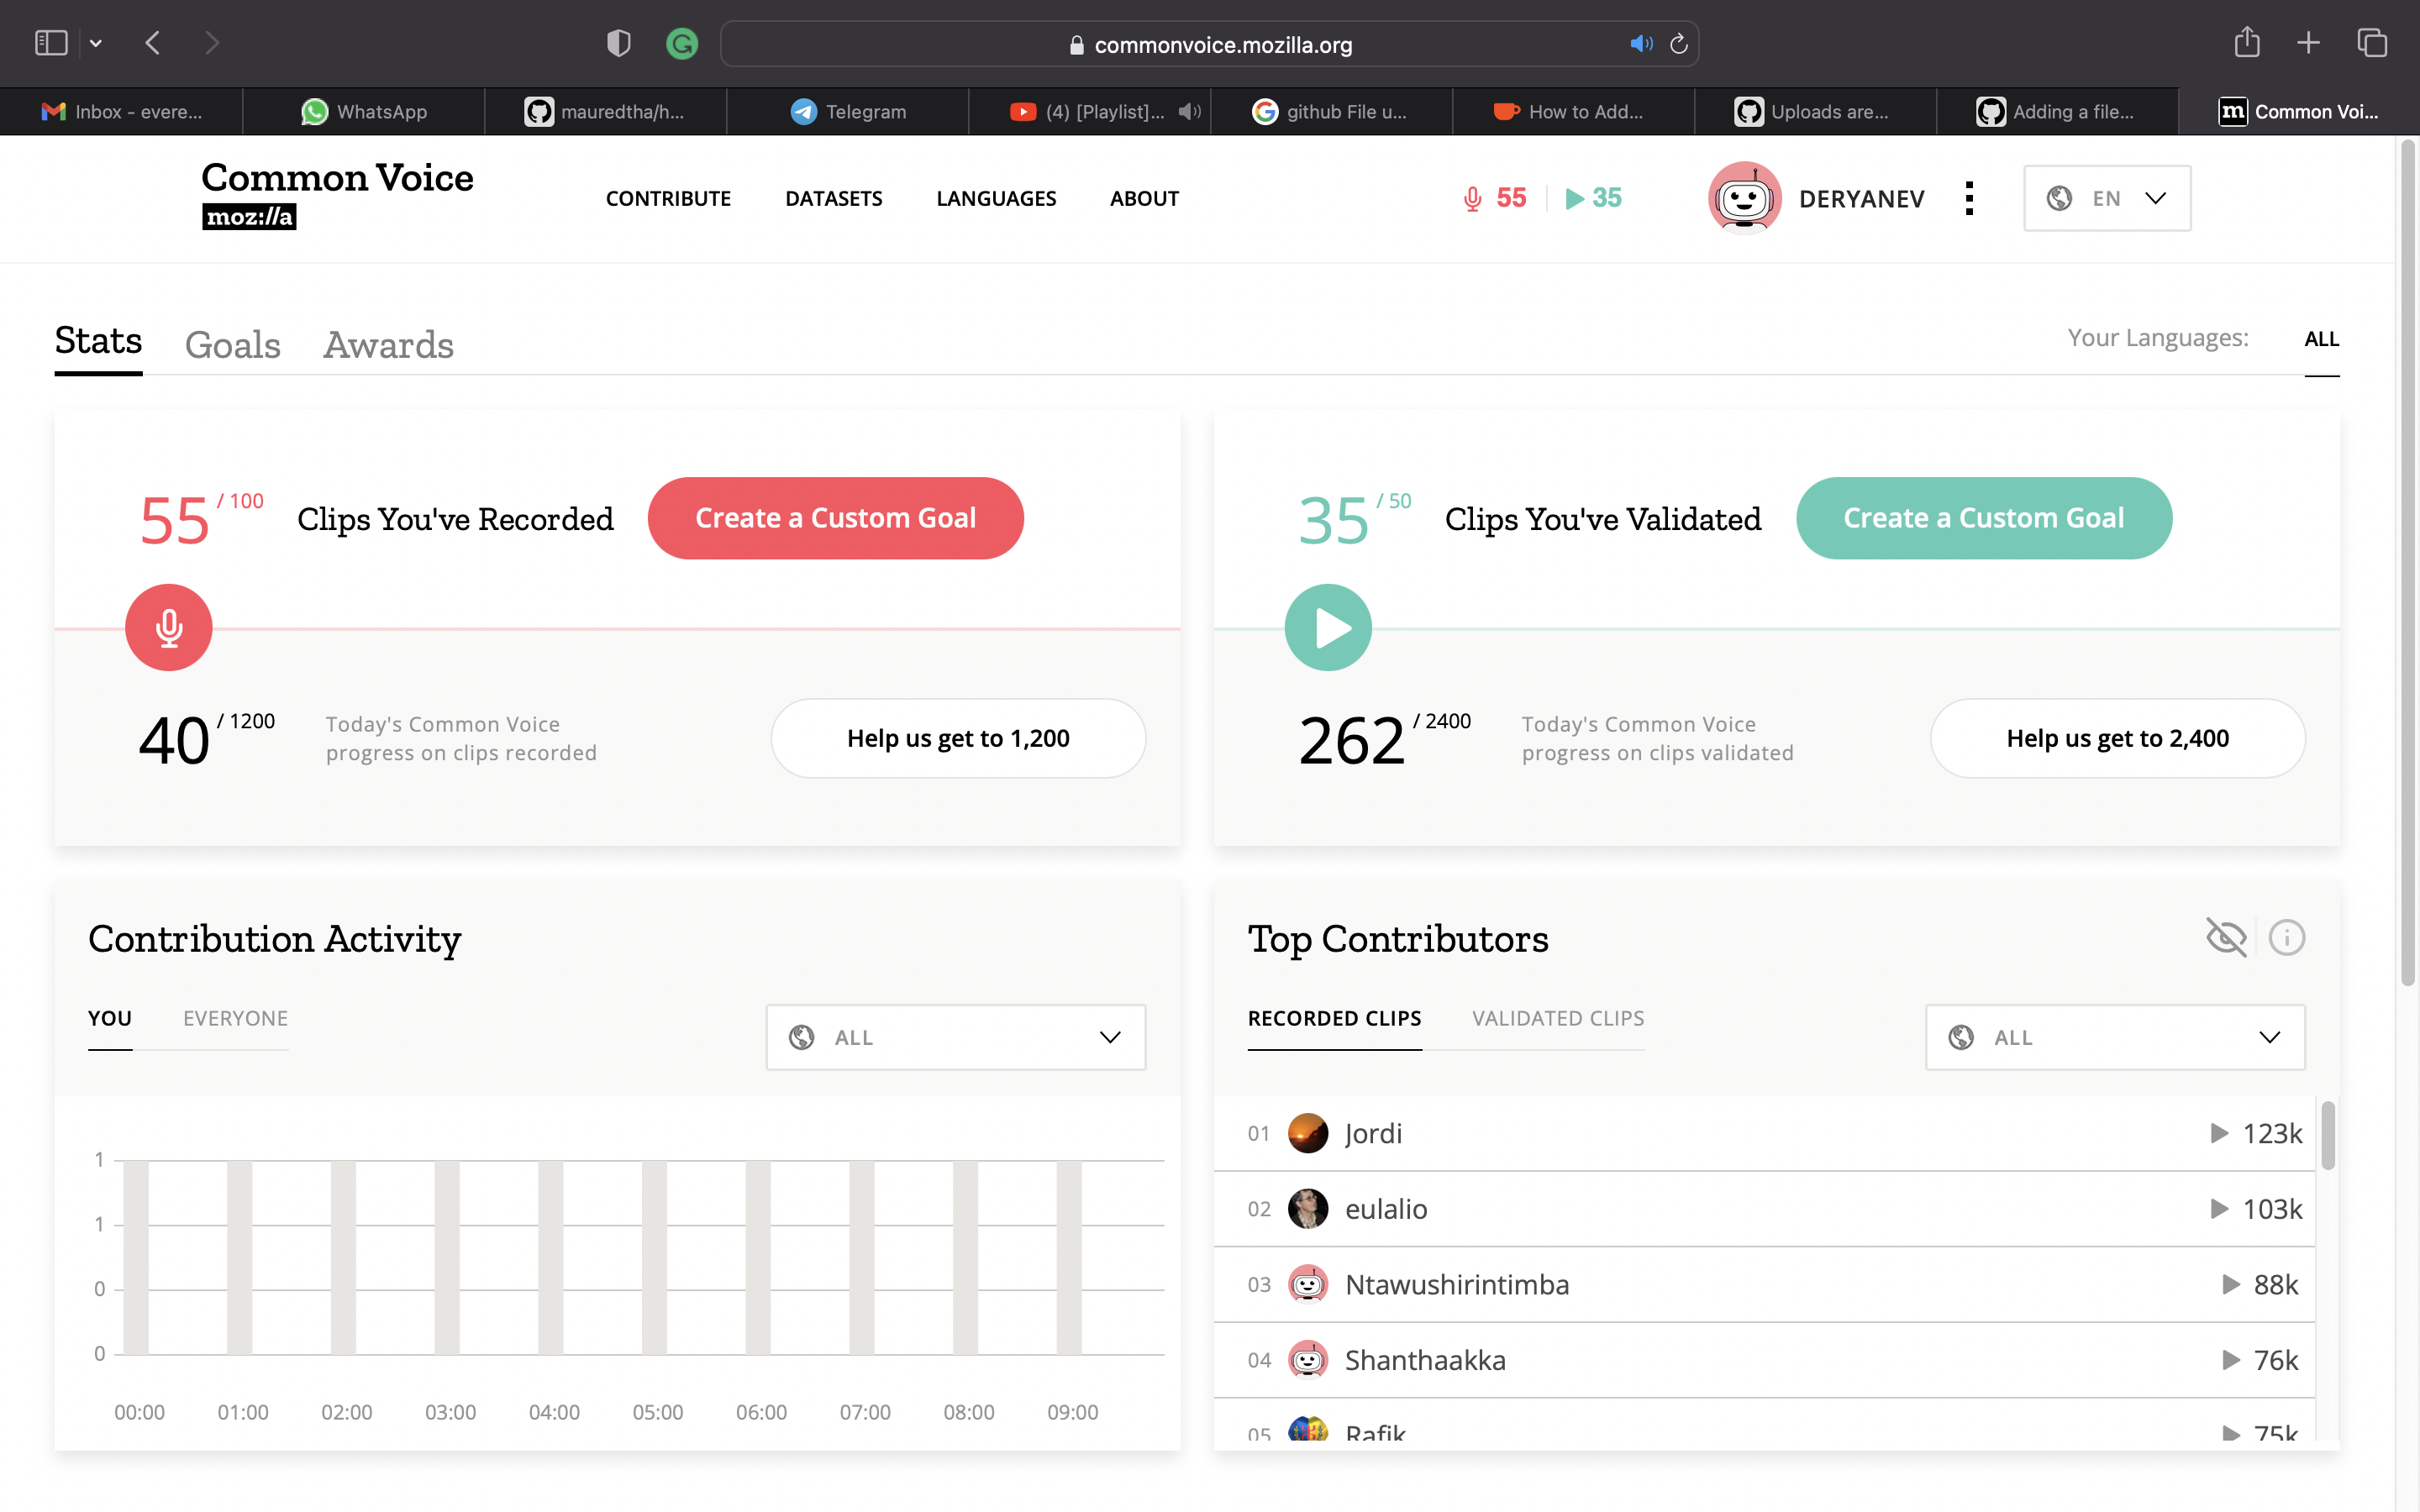 commonvoice.mozilla.org
Inbox - evere...
WhatsApp
mauredtha/h...
Telegram
(4) [Playlist]...
github File u...
How to Add...
Uploads are...
Adding a file...
m Common Voi...
Common Voice
moz://a
CONTRIBUTE
DATASETS
LANGUAGES
ABOUT
55
35
DERYANEV
EN
Stats
Goals
Awards
Your Languages:
ALL
55 / 100
Clips You've Recorded
Create a Custom Goal
40 / 1200
Today's Common Voice
progress on clips recorded
Help us get to 1,200
35 / 50
Clips You've Validated
Create a Custom Goal
262 / 2400
Today's Common Voice
progress on clips validated
Help us get to 2,400
Contribution Activity
YOU
EVERYONE
ALL
1
1
0
0
00:00 01:00 02:00 03:00 04:00 05:00 06:00 07:00 08:00 09:00
Top Contributors
RECORDED CLIPS
VALIDATED CLIPS
ALL
01 Jordi 123k
02 eulalio 103k
03 Ntawushirintimba 88k
04 Shanthaakka 76k
05 Rafik 75k